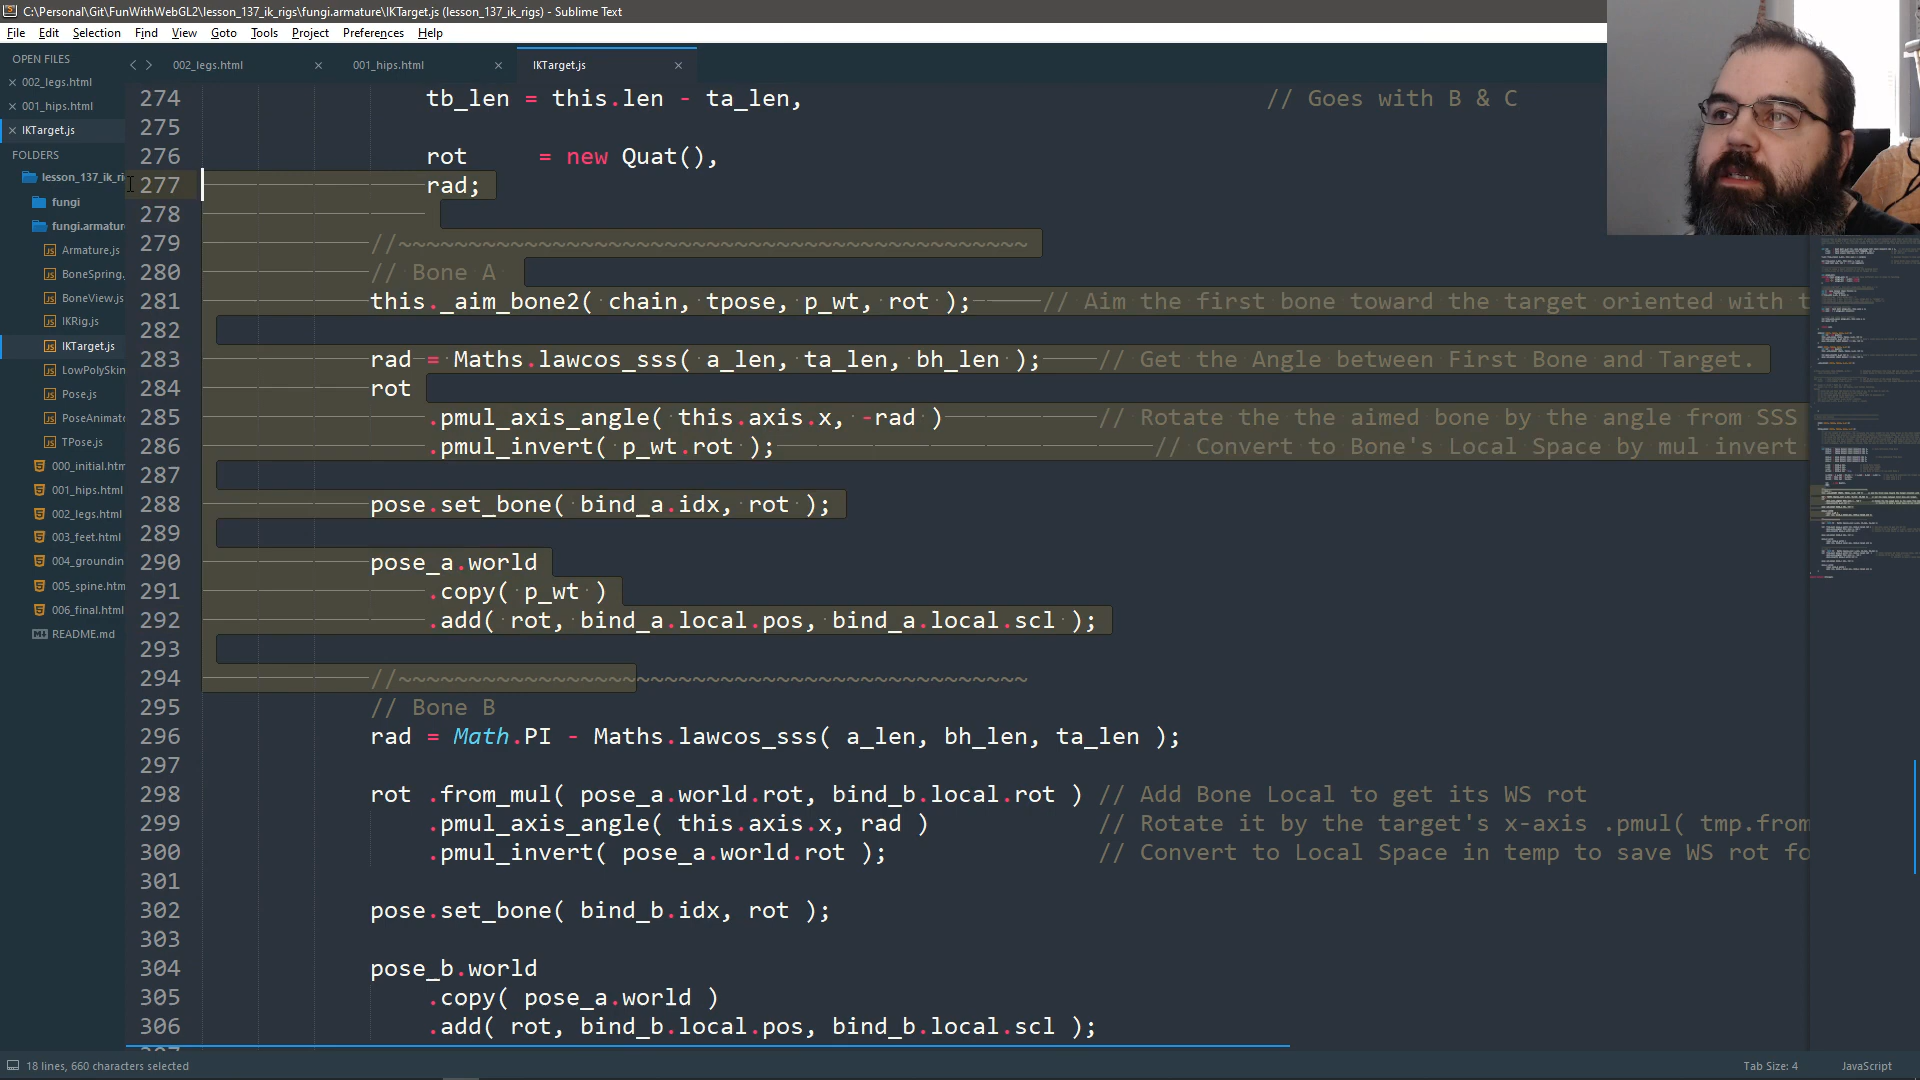 C:\Personal\Git\FunWithWebGL2\lesson_137_ik_rigs\fungi.armature\IKTarget.js (lesson_137_ik_rigs) - Sublime Text
File Edit Selection Find View Goto Tools Project Preferences Help
OPEN FILES
002_legs.html
001_hips.html
IKTarget.js
FOLDERS
lesson_137_ik_ri
fungi
fungi.armatur
Armature.js
BoneSpring.
BoneView.js
IKRig.js
IKTarget.js
LowPolySkin
Pose.js
PoseAnimato
TPose.js
000_initial.htm
001_hips.html
002_legs.html
003_feet.html
004_groundin
005_spine.htm
006_final.html
README.md
002_legs.html 001_hips.html IKTarget.js
274 tb_len = this.len - ta_len, // Goes with B & C
275
276 rot = new Quat(),
277 rad;
278
279 //~~~~~~~~~~~~~~~~~~~~~~~~~~~~~~~~~~~~~~~~~~~~~
280 // Bone A
281 this._aim_bone2( chain, tpose, p_wt, rot ); // Aim the first bone toward the target oriented with t
282
283 rad = Maths.lawcos_sss( a_len, ta_len, bh_len ); // Get the Angle between First Bone and Target.
284 rot
285 .pmul_axis_angle( this.axis.x, -rad ) // Rotate the the aimed bone by the angle from SSS
286 .pmul_invert( p_wt.rot ); // Convert to Bone's Local Space by mul invert
287
288 pose.set_bone( bind_a.idx, rot );
289
290 pose_a.world
291 .copy( p_wt )
292 .add( rot, bind_a.local.pos, bind_a.local.scl );
293
294 //~~~~~~~~~~~~~~~~~~~~~~~~~~~~~~~~~~~~~~~~~~~~~
295 // Bone B
296 rad = Math.PI - Maths.lawcos_sss( a_len, bh_len, ta_len );
297
298 rot .from_mul( pose_a.world.rot, bind_b.local.rot ) // Add Bone Local to get its WS rot
299 .pmul_axis_angle( this.axis.x, rad ) // Rotate it by the target's x-axis .pmul( tmp.from
300 .pmul_invert( pose_a.world.rot ); // Convert to Local Space in temp to save WS rot fo
301
302 pose.set_bone( bind_b.idx, rot );
303
304 pose_b.world
305 .copy( pose_a.world )
306 .add( rot, bind_b.local.pos, bind_b.local.scl );
18 lines, 660 characters selected Tab Size: 4 JavaScript